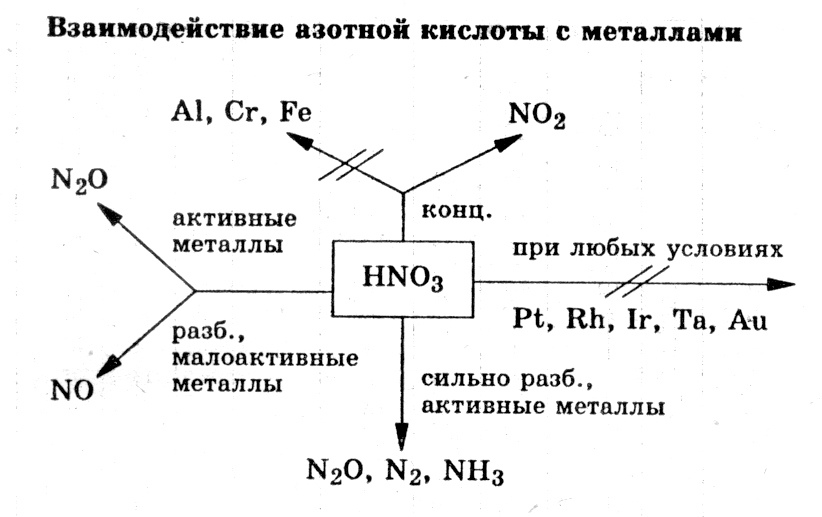 Взаимодействие азотной кислоты с металлами
Al, Cr, Fe
NO₂
N₂O
активные
металлы
конц.
при любых условиях
HNO₃
Pt, Rh, Ir, Ta, Au
разб.,
малоактивные
металлы
NO
сильно разб.,
активные металлы
N₂O, N₂, NH₃